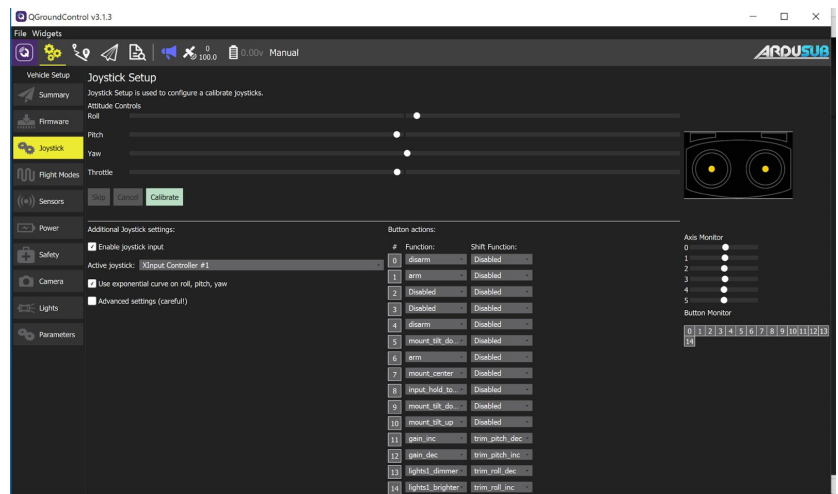 QGroundControl v3.1.3
File Widgets
0
100.0
0.00v
Manual
ARDUSUB
Vehicle Setup
Summary
Firmware
Joystick
Flight Modes
Sensors
Power
Safety
Camera
Lights
Parameters
Joystick Setup
Joystick Setup is used to configure a calibrate joysticks.
Attitude Controls
Roll
Pitch
Yaw
Throttle
Skip Cancel Calibrate
Additional Joystick settings:
Enable joystick input
Active joystick: XInput Controller #1
Use exponential curve on roll, pitch, yaw
Advanced settings (careful!)
Button actions:
# Function: Shift Function:
0 disarm Disabled
1 arm Disabled
2 Disabled Disabled
3 Disabled Disabled
4 disarm Disabled
5 mount_tilt_do... Disabled
6 arm Disabled
7 mount_center Disabled
8 input_hold_to... Disabled
9 mount_tilt_do... Disabled
10 mount_tilt_up Disabled
11 gain_inc trim_pitch_dec
12 gain_dec trim_pitch_inc
13 lights1_dimmer trim_roll_dec
14 lights1_brighter trim_roll_inc
Axis Monitor
0
1
2
3
4
5
Button Monitor
0 1 2 3 4 5 6 7 8 9 10 11 12 13
14